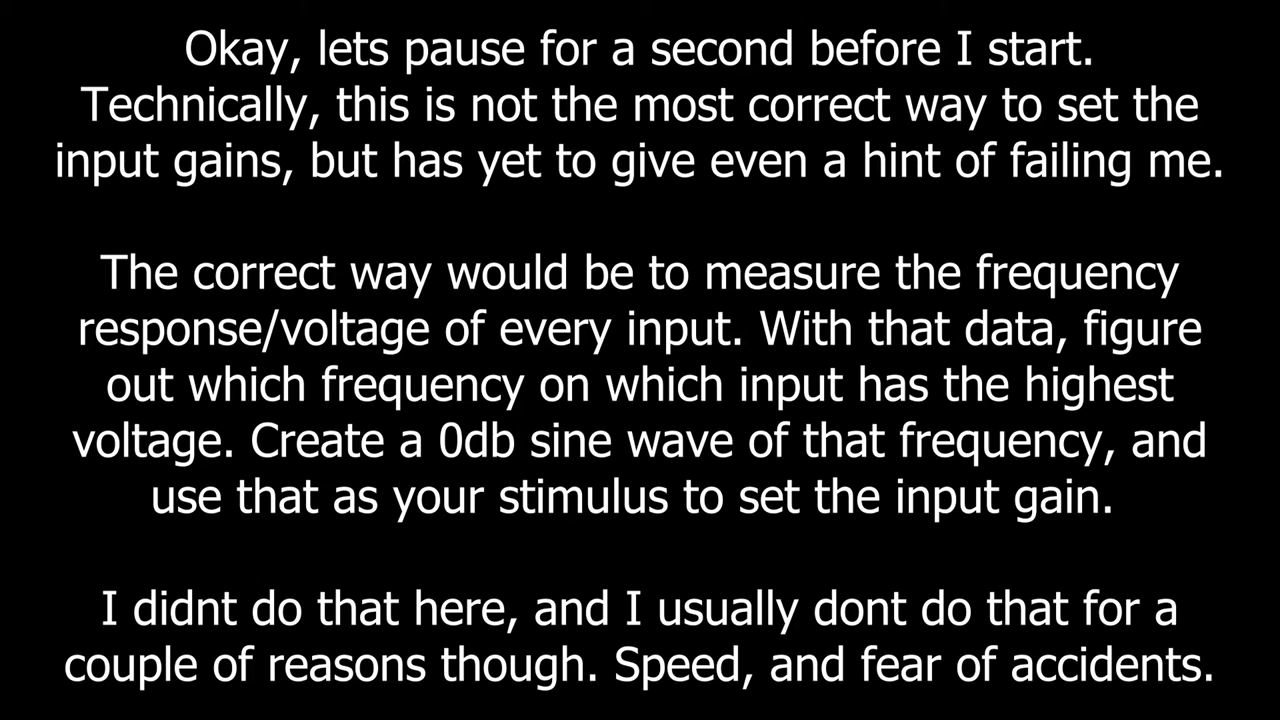 Okay, lets pause for a second before I start.
Technically, this is not the most correct way to set the
input gains, but has yet to give even a hint of failing me.
The correct way would be to measure the frequency
response/voltage of every input. With that data, figure
out which frequency on which input has the highest
voltage. Create a 0db sine wave of that frequency, and
use that as your stimulus to set the input gain.
I didnt do that here, and I usually dont do that for a
couple of reasons though. Speed, and fear of accidents.